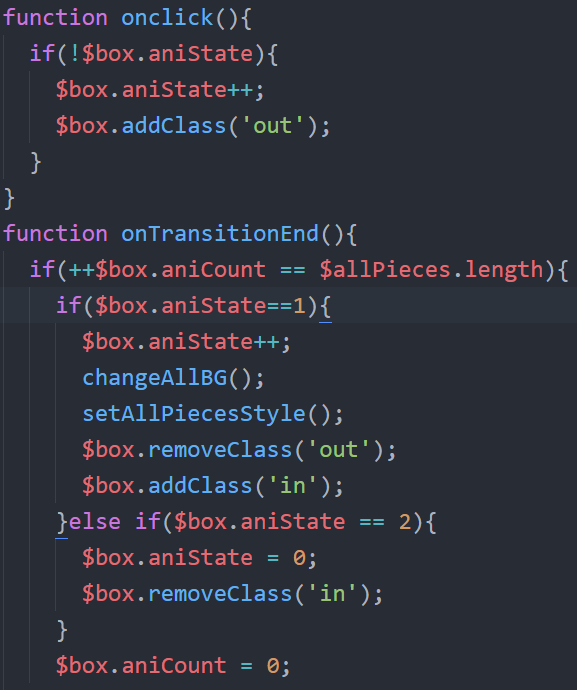 function onclick(){
if(!$box.aniState){
$box.aniState++;
$box.addClass('out');
}
}
function onTransitionEnd(){
if(++$box.aniCount == $allPieces.length){
if($box.aniState==1){
$box.aniState++;
changeAllBG();
setAllPiecesStyle();
$box.removeClass('out');
$box.addClass('in');
}else if($box.aniState == 2){
$box.aniState = 0;
$box.removeClass('in');
}
$box.aniCount = 0;